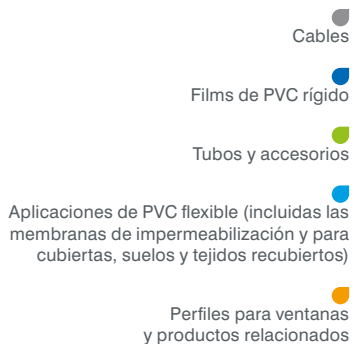 Cables
Films de PVC rígido
Tubos y accesorios
Aplicaciones de PVC flexible (incluidas las
membranas de impermeabilización y para
cubiertas, suelos y tejidos recubiertos)
Perfiles para ventanas
y productos relacionados